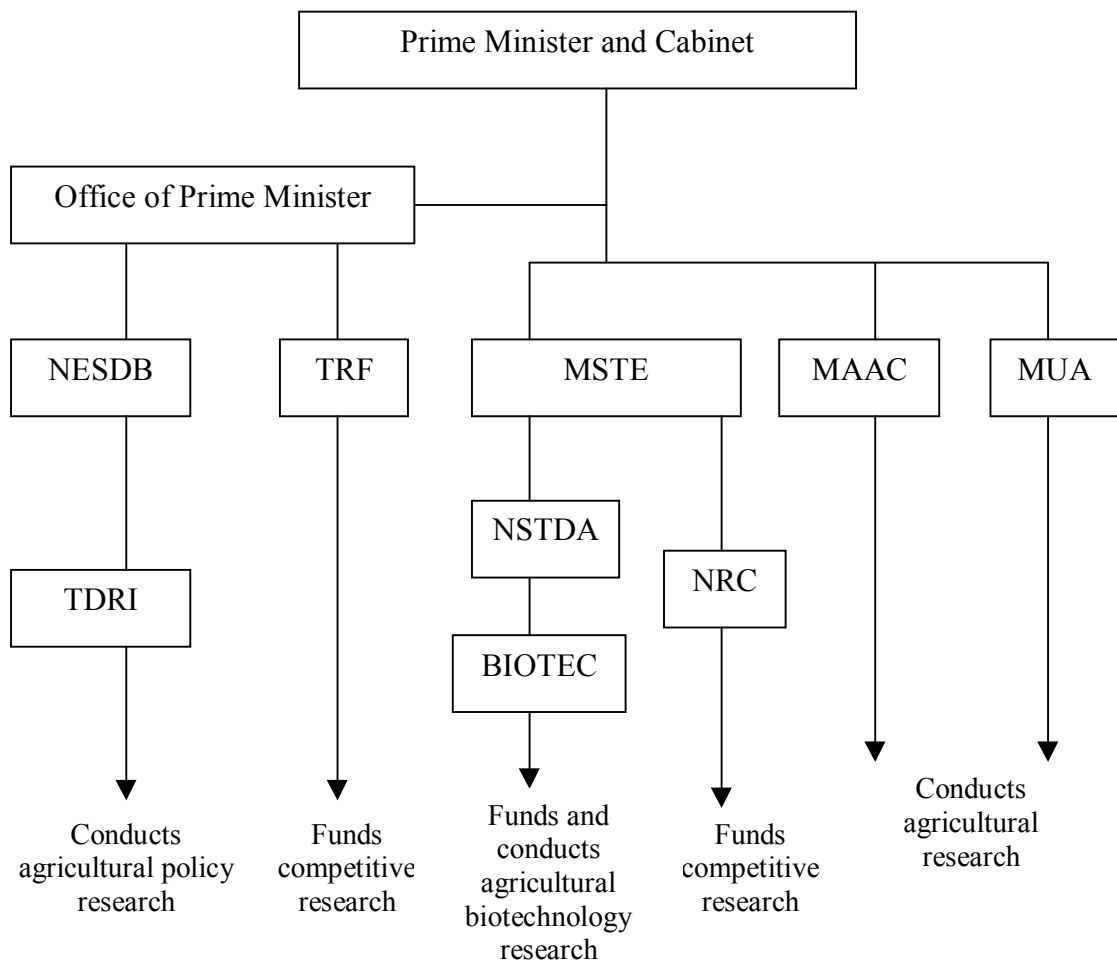 Prime Minister and Cabinet
Office of Prime Minister
NESDB
TRF
MSTE
MAAC
MUA
NSTDA
NRC
TDRI
BIOTEC
Conducts
agricultural policy
research
Funds
competitive
research
Funds and
conducts
agricultural
biotechnology
research
Funds
competitive
research
Conducts
agricultural
research